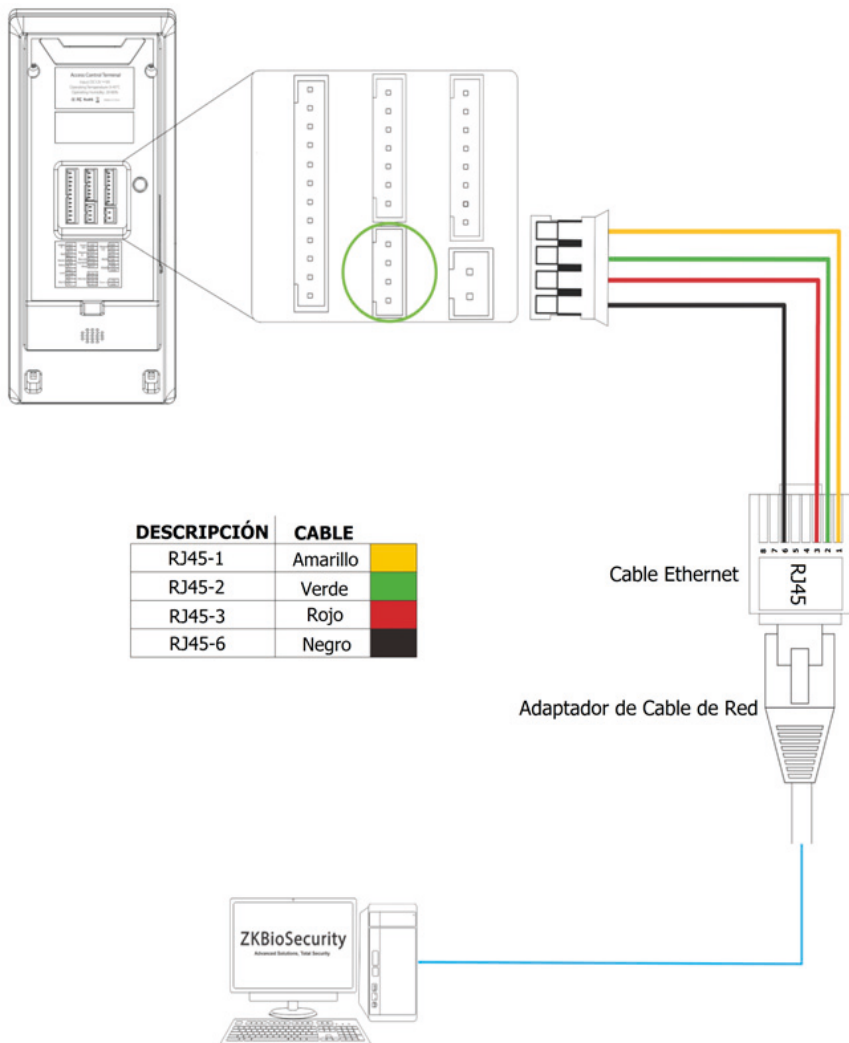 Access Control Terminal
DESCRIPCIÓN CABLE
RJ45-1 Amarillo
RJ45-2 Verde
RJ45-3 Rojo
RJ45-6 Negro
8 7 6 5 4 3 2 1
RJ45
Cable Ethernet
Adaptador de Cable de Red
ZKBioSecurity
Advanced Solutions, Total Security